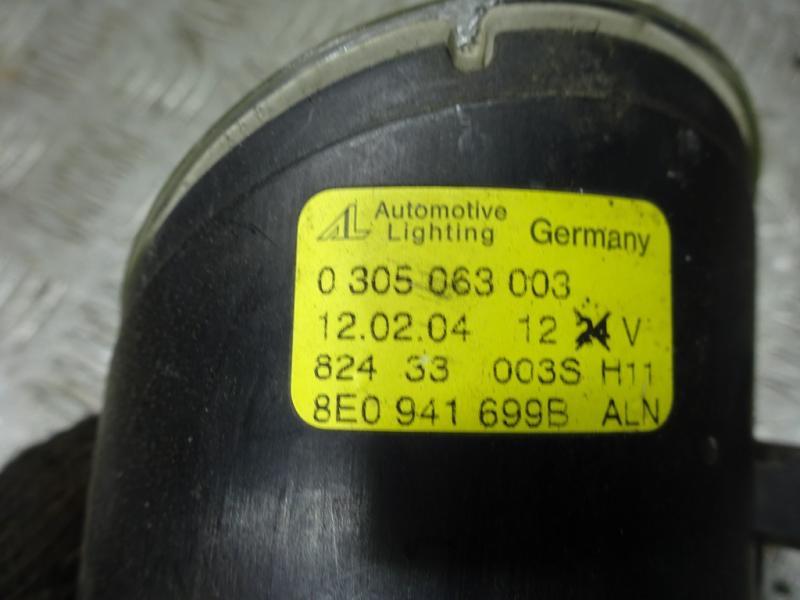 AL Automotive
Lighting Germany
0 305 063 003
12.02.04 12 24 V
824 33 003S H11
8E0 941 699B ALN